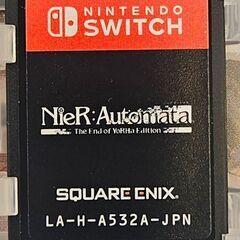 NINTENDO
SWITCH
NieR:Automata
The End of YoRHa Edition
SQUARE ENIX.
LA-H-A532A-JPN